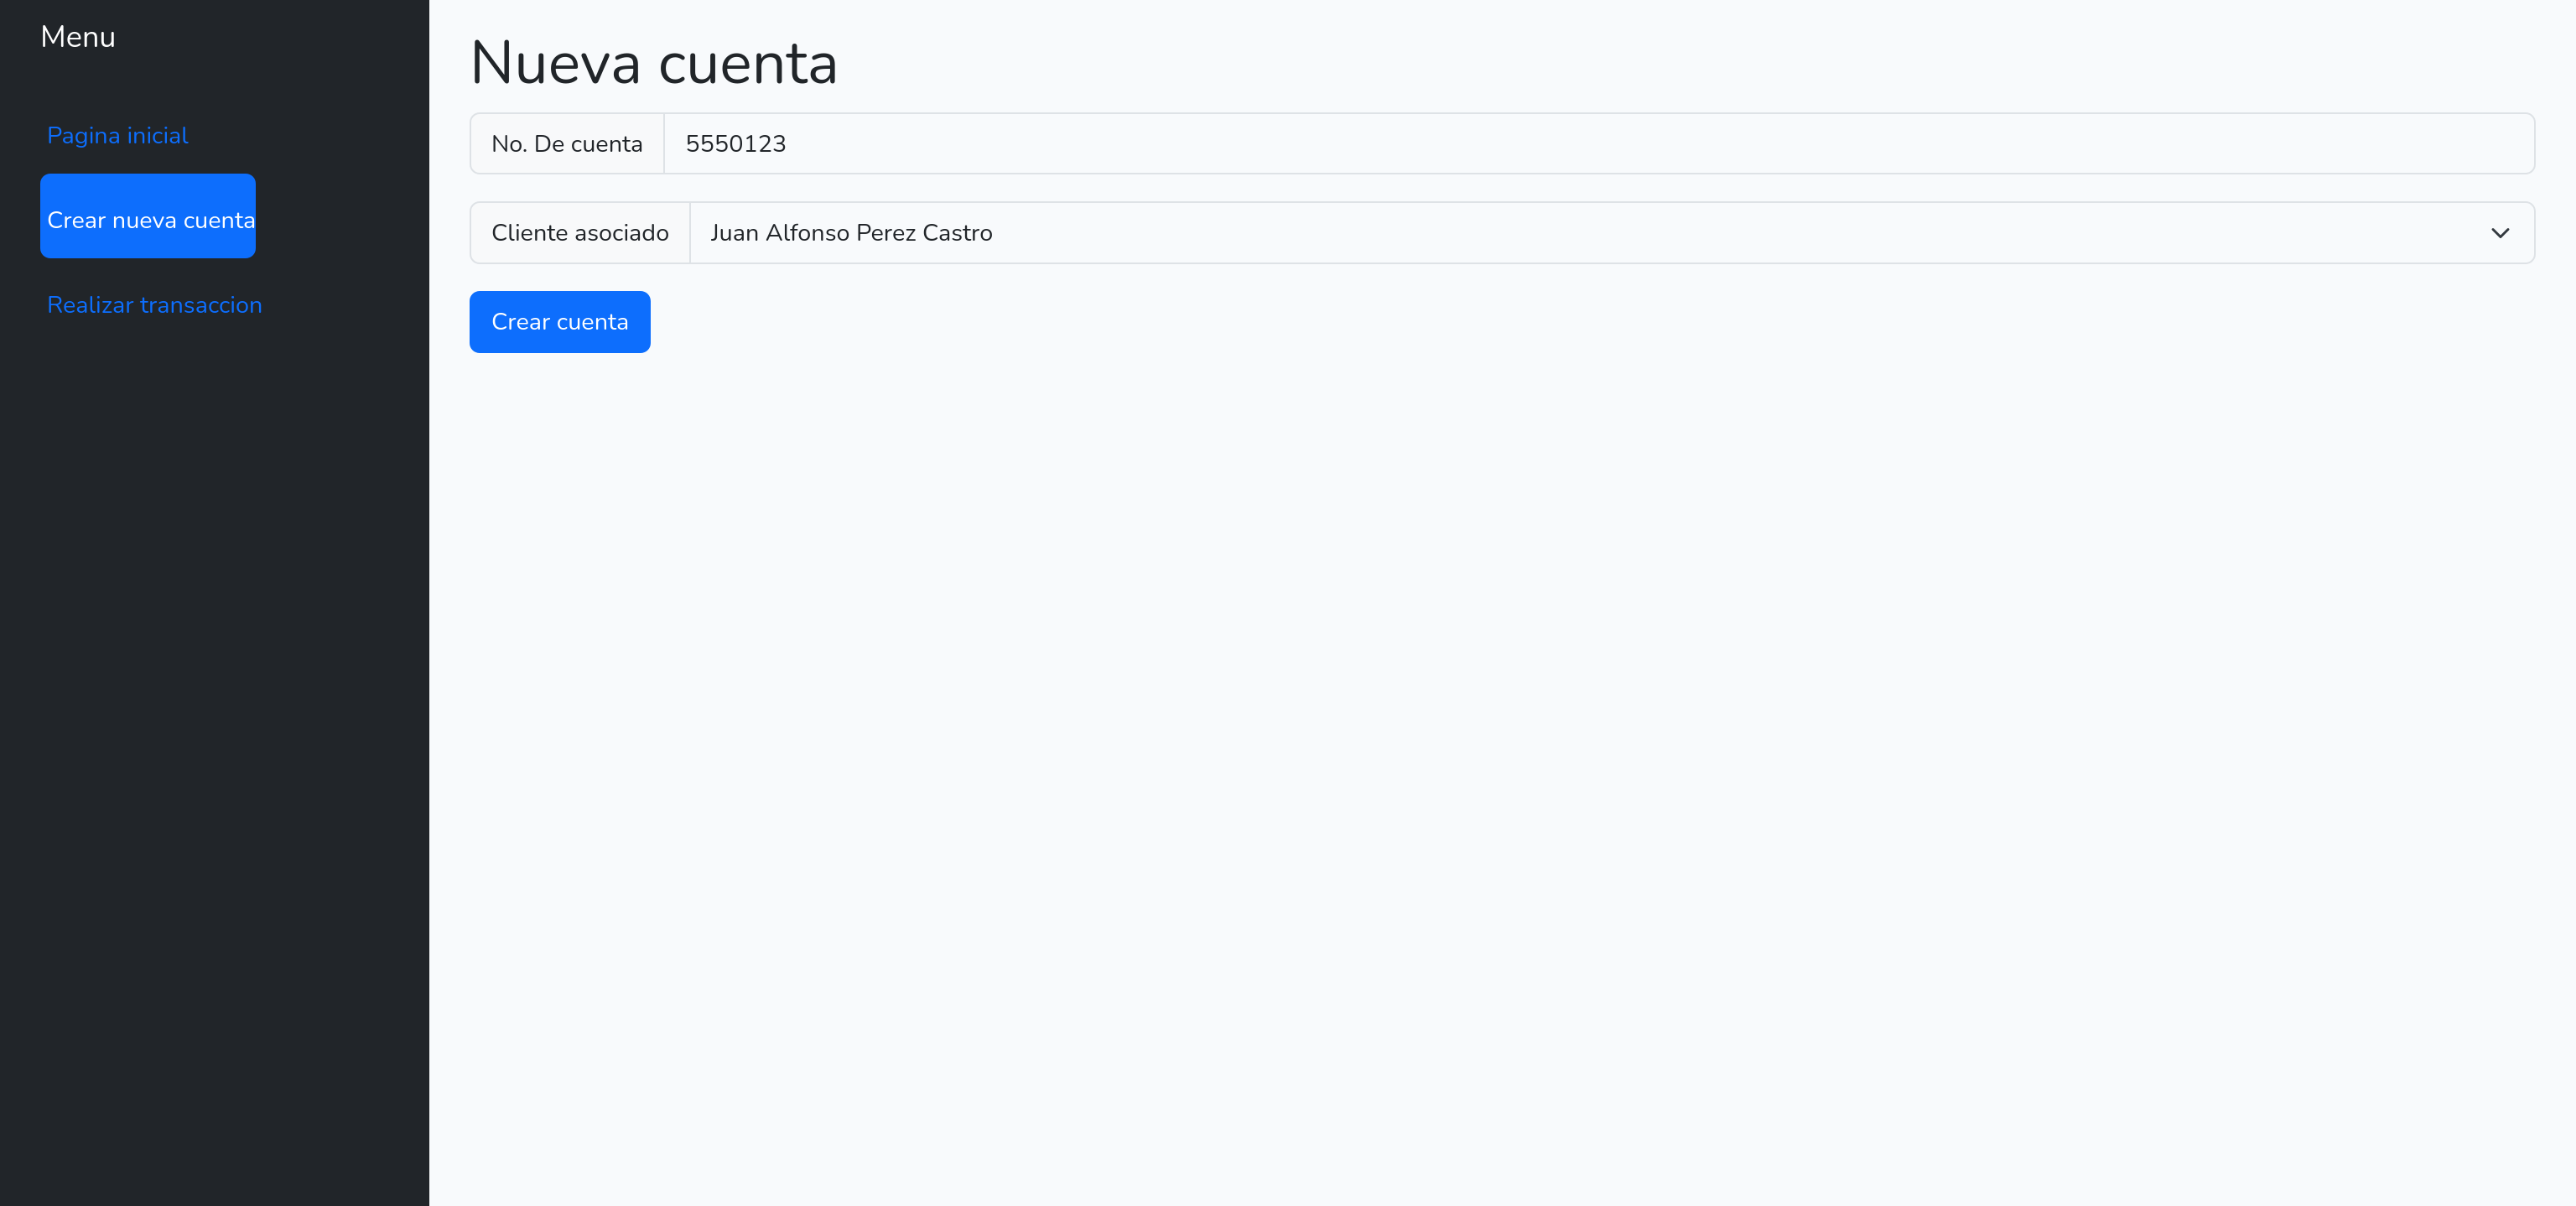 Menu
Pagina inicial
Crear nueva cuenta
Realizar transaccion
Nueva cuenta
No. De cuenta 5550123
Cliente asociado Juan Alfonso Perez Castro
Crear cuenta